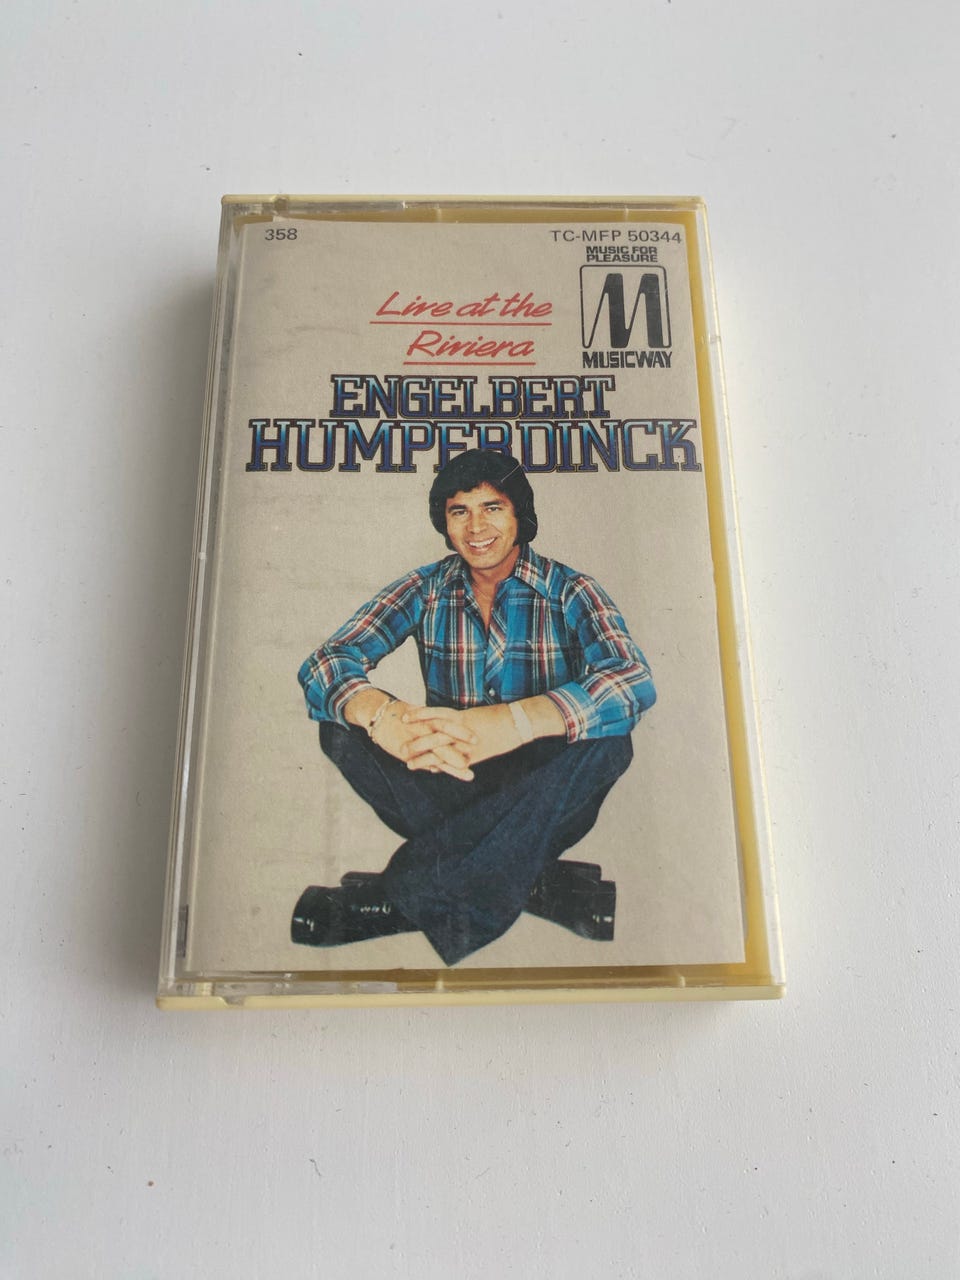 358
TC-MFP 50344
MUSIC FOR
PLEASURE
M
MUSICWAY
Live at the
Riviera
ENGELBERT
HUMPERDINCK